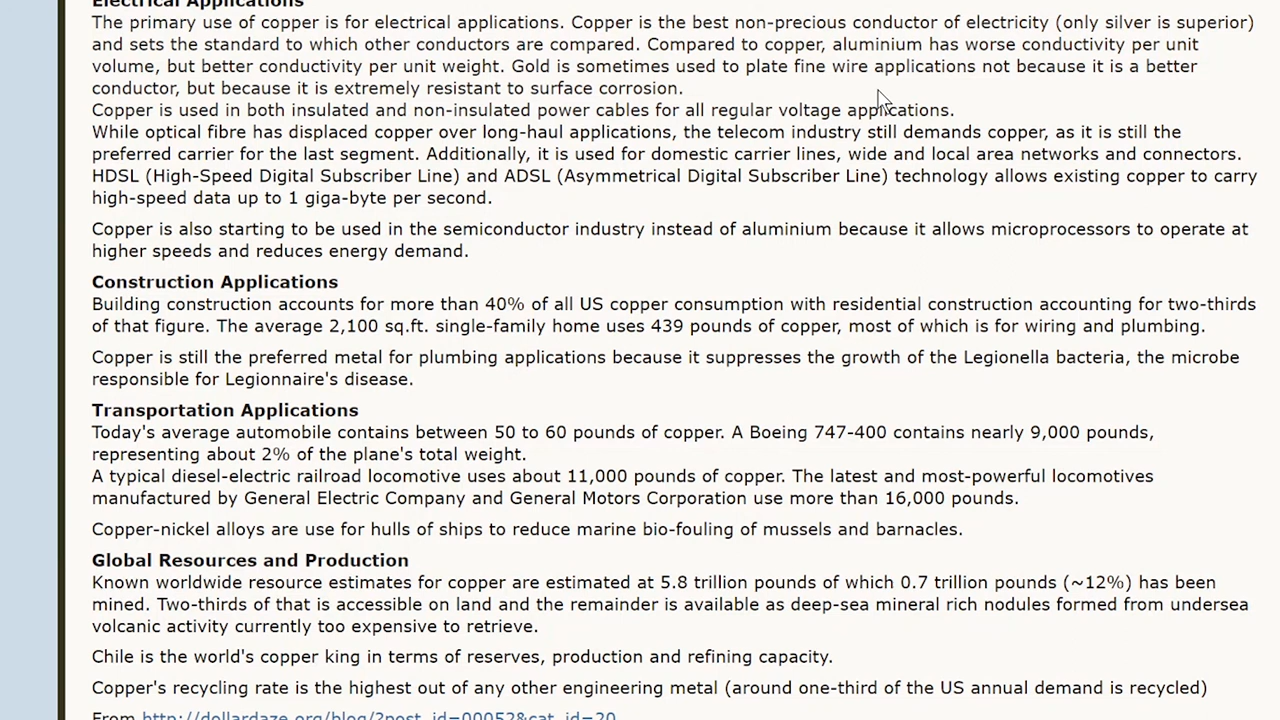 Electrical Applications
The primary use of copper is for electrical applications. Copper is the best non-precious conductor of electricity (only silver is superior)
and sets the standard to which other conductors are compared. Compared to copper, aluminium has worse conductivity per unit
volume, but better conductivity per unit weight. Gold is sometimes used to plate fine wire applications not because it is a better
conductor, but because it is extremely resistant to surface corrosion.
Copper is used in both insulated and non-insulated power cables for all regular voltage applications.
While optical fibre has displaced copper over long-haul applications, the telecom industry still demands copper, as it is still the
preferred carrier for the last segment. Additionally, it is used for domestic carrier lines, wide and local area networks and connectors.
HDSL (High-Speed Digital Subscriber Line) and ADSL (Asymmetrical Digital Subscriber Line) technology allows existing copper to carry
high-speed data up to 1 giga-byte per second.
Copper is also starting to be used in the semiconductor industry instead of aluminium because it allows microprocessors to operate at
higher speeds and reduces energy demand.
Construction Applications
Building construction accounts for more than 40% of all US copper consumption with residential construction accounting for two-thirds
of that figure. The average 2,100 sq.ft. single-family home uses 439 pounds of copper, most of which is for wiring and plumbing.
Copper is still the preferred metal for plumbing applications because it suppresses the growth of the Legionella bacteria, the microbe
responsible for Legionnaire's disease.
Transportation Applications
Today's average automobile contains between 50 to 60 pounds of copper. A Boeing 747-400 contains nearly 9,000 pounds,
representing about 2% of the plane's total weight.
A typical diesel-electric railroad locomotive uses about 11,000 pounds of copper. The latest and most-powerful locomotives
manufactured by General Electric Company and General Motors Corporation use more than 16,000 pounds.
Copper-nickel alloys are use for hulls of ships to reduce marine bio-fouling of mussels and barnacles.
Global Resources and Production
Known worldwide resource estimates for copper are estimated at 5.8 trillion pounds of which 0.7 trillion pounds (~12%) has been
mined. Two-thirds of that is accessible on land and the remainder is available as deep-sea mineral rich nodules formed from undersea
volcanic activity currently too expensive to retrieve.
Chile is the world's copper king in terms of reserves, production and refining capacity.
Copper's recycling rate is the highest out of any other engineering metal (around one-third of the US annual demand is recycled)
From http://dollardaze.org/blog/?post_id=00052&cat_id=20